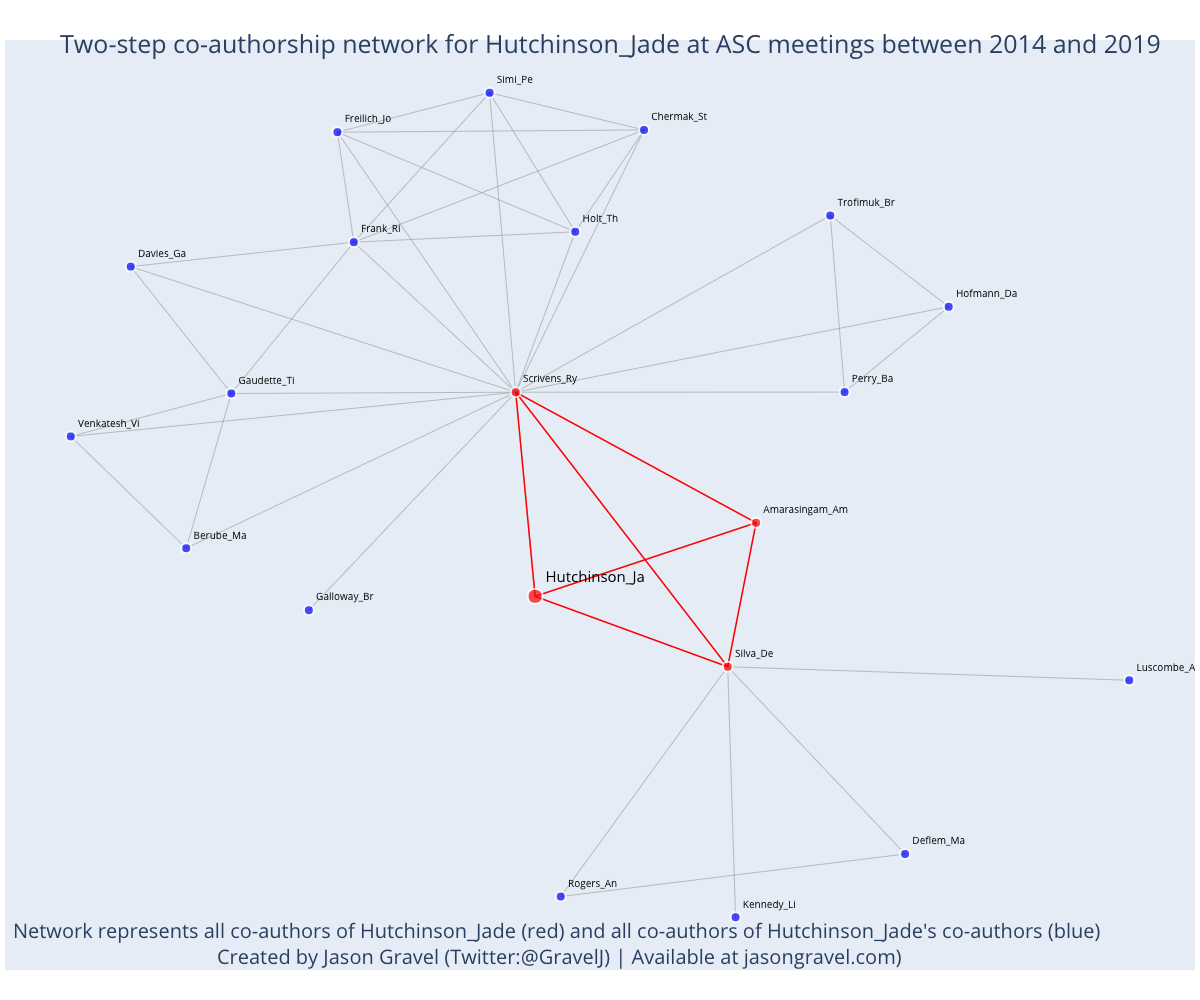 Two-step co-authorship network for Hutchinson_Jade at ASC meetings between 2014 and 2019
Simi_Pe
Freilich_Jo
Chermak_St
Trofimuk_Br
Holt_Th
Frank_Ri
Davies_Ga
Hofmann_Da
Scrivens_Ry
Perry_Ba
Gaudette_Ti
Venkatesh_Vi
Amarasingam_Am
Berube_Ma
Hutchinson_Ja
Galloway_Br
Silva_De
Luscombe_A
Deflem_Ma
Rogers_An
Kennedy_Li
Network represents all co-authors of Hutchinson_Jade (red) and all co-authors of Hutchinson_Jade's co-authors (blue)
Created by Jason Gravel (Twitter:@GravelJ) | Available at jasongravel.com)